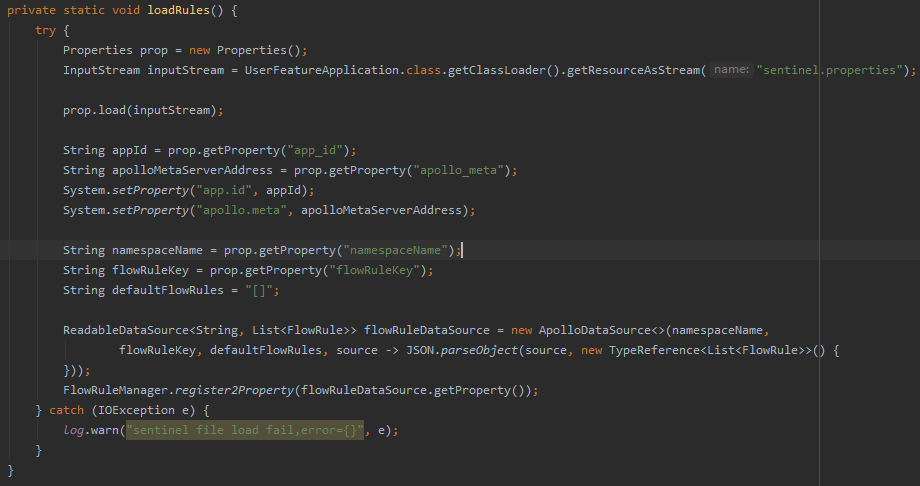 private static void loadRules() {
try {
Properties prop = new Properties();
InputStream inputStream = UserFeatureApplication.class.getClassLoader().getResourceAsStream( name: "sentinel.properties");
prop.load(inputStream);
String appId = prop.getProperty("app_id");
String apolloMetaServerAddress = prop.getProperty("apollo_meta");
System.setProperty("app.id", appId);
System.setProperty("apollo.meta", apolloMetaServerAddress);
String namespaceName = prop.getProperty("namespaceName");
String flowRuleKey = prop.getProperty("flowRuleKey");
String defaultFlowRules = "[]";
ReadableDataSource<String, List<FlowRule>> flowRuleDataSource = new ApolloDataSource<>(namespaceName,
flowRuleKey, defaultFlowRules, source -> JSON.parseObject(source, new TypeReference<List<FlowRule>>() {
}));
FlowRuleManager.register2Property(flowRuleDataSource.getProperty());
} catch (IOException e) {
log.warn("sentinel file load fail,error={}", e);
}
}